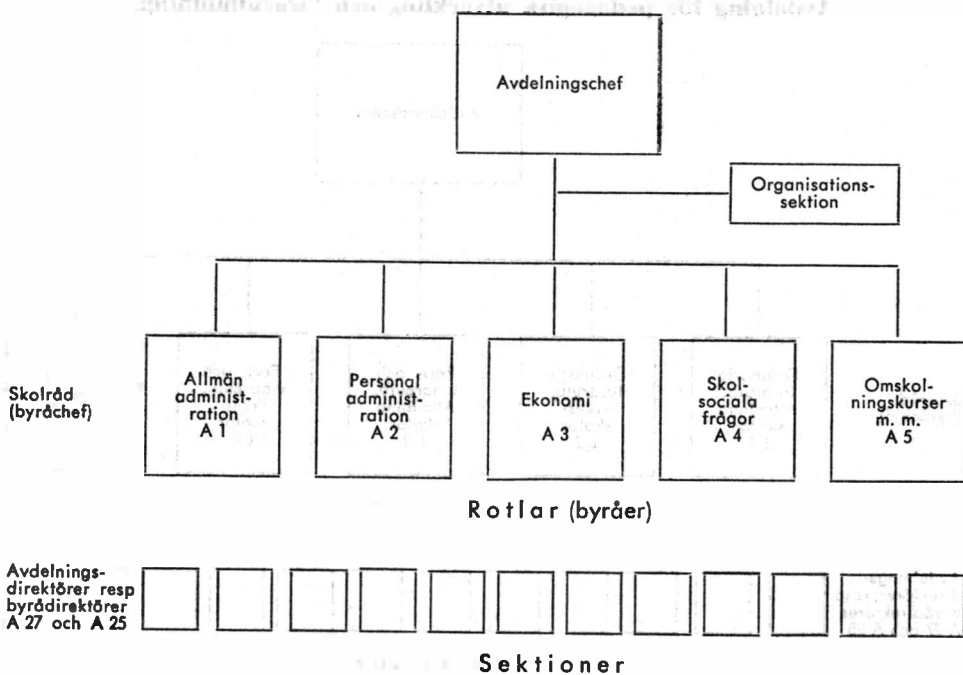 Avdelningschef
Organisations-
sektion
Skolråd
(byråchef)
Allmän
administ-
ration
A 1
Personal
administ-
ration
A 2
Ekonomi
A 3
Skol-
sociala
frågor
A 4
Omskol-
ningskurser
m. m.
A 5
Rotlar (byråer)
Avdelnings-
direktörer resp
byrådirektörer
A 27 och A 25
Sektioner